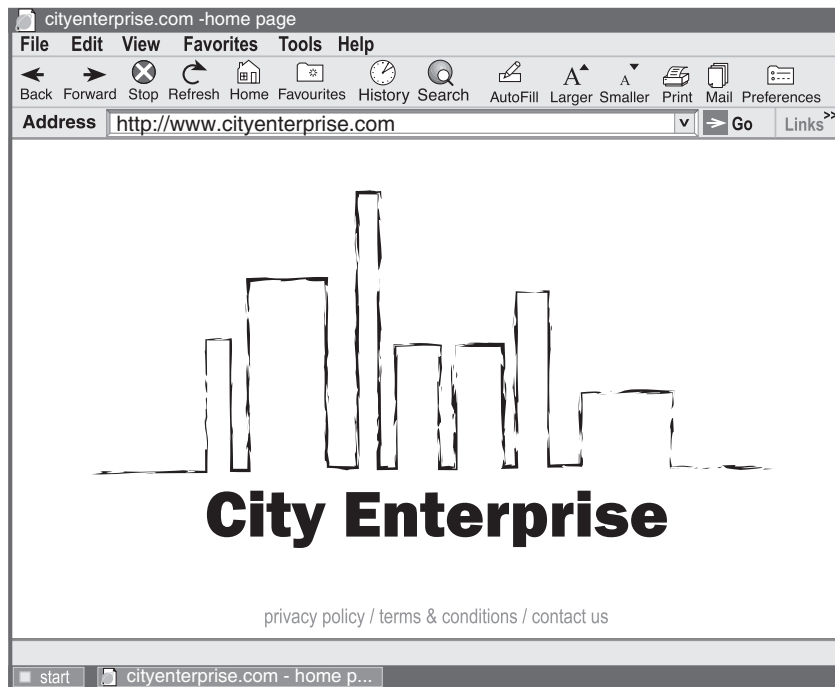 cityenterprise.com -home page
File Edit View Favorites Tools Help
Back Forward Stop Refresh Home Favourites History Search AutoFill Larger Smaller Print Mail Preferences
Address http://www.cityenterprise.com Go Links >>
City Enterprise
privacy policy / terms & conditions / contact us
start cityenterprise.com - home p...